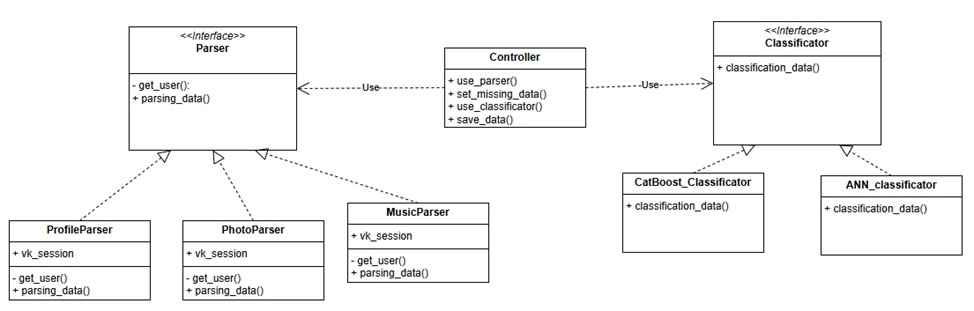 <<Interface>>
Parser
- get_user():
+ parsing_data()
Use
Controller
+ use_parser()
+ set_missing_data()
+ use_classificator()
+ save_data()
Use
<<Interface>>
Classificator
+ classification_data()
ProfileParser
+ vk_session
- get_user()
+ parsing_data()
PhotoParser
+ vk_session
- get_user()
+ parsing_data()
MusicParser
+ vk_session
- get_user()
+ parsing_data()
CatBoost_Classificator
+ classification_data()
ANN_classificator
+ classification_data()